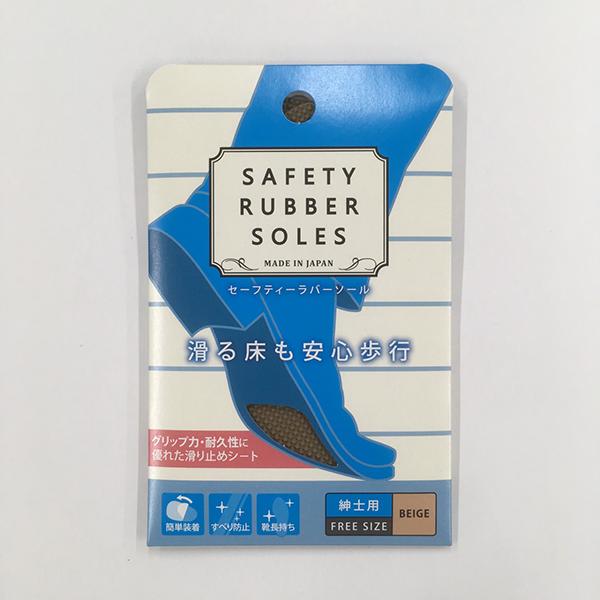 SAFETY
RUBBER
SOLES
MADE IN JAPAN
セーフティーラバーソール
滑る床も安心歩行
グリップ力・耐久性に
優れた滑り止めシート
簡単装着
すべり防止
靴長持ち
紳士用
FREE SIZE
BEIGE